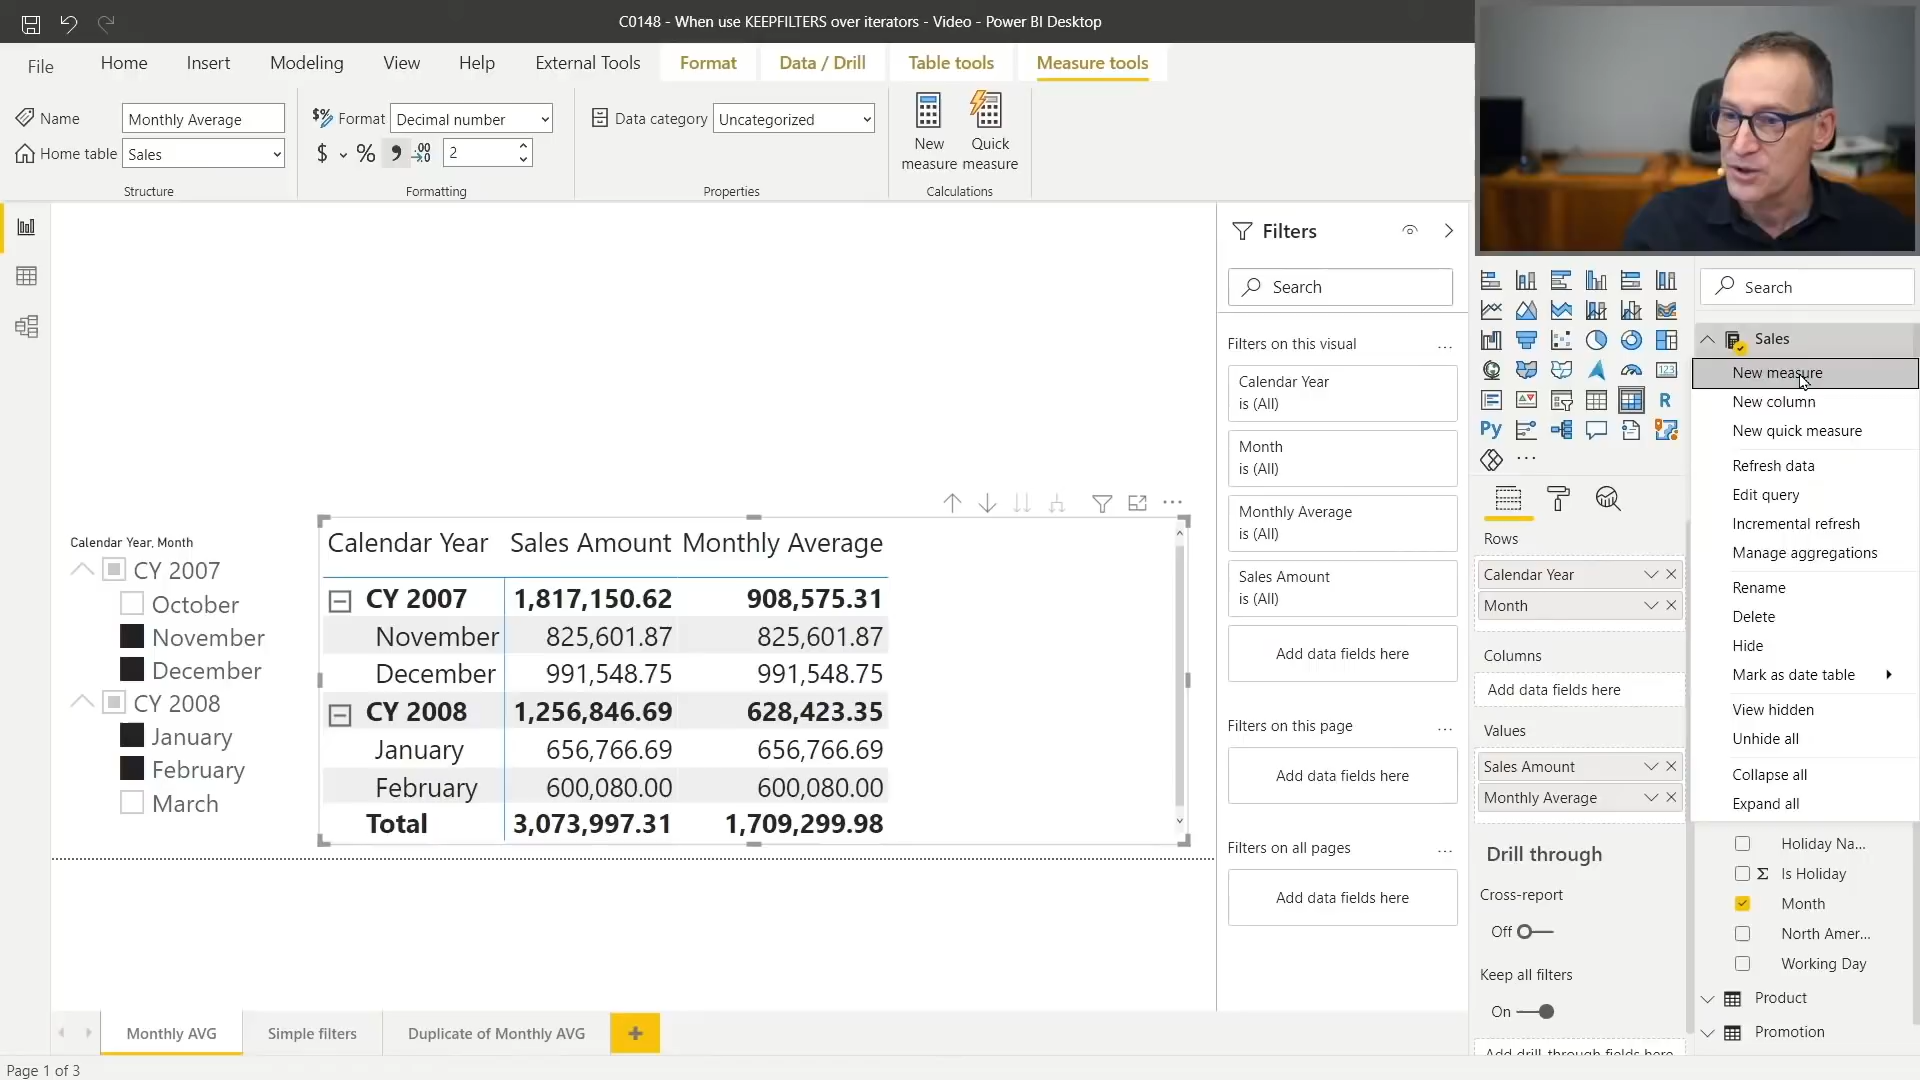 C0148 - When use KEEPFILTERS over iterators - Video - Power BI Desktop
File Home Insert Modeling View Help External Tools Format Data / Drill Table tools Measure tools
Name Monthly Average
Format Decimal number
Data category Uncategorized
New measure
Quick measure
Home table Sales
$ % 2
Structure Formatting Properties Calculations
Calendar Year, Month
CY 2007
October
November
December
CY 2008
January
February
March
Calendar Year Sales Amount Monthly Average
CY 2007 1,817,150.62 908,575.31
November 825,601.87 825,601.87
December 991,548.75 991,548.75
CY 2008 1,256,846.69 628,423.35
January 656,766.69 656,766.69
February 600,080.00 600,080.00
Total 3,073,997.31 1,709,299.98
Filters
Search
Filters on this visual ...
Calendar Year
is (All)
Month
is (All)
Monthly Average
is (All)
Sales Amount
is (All)
Add data fields here
Filters on this page ...
Add data fields here
Filters on all pages ...
Add data fields here
123
R
Py
Rows
Calendar Year
Month
Columns
Add data fields here
Values
Sales Amount
Monthly Average
Drill through
Cross-report
Off
Keep all filters
On
Add drill-through fields here
Search
Sales
New measure
New column
New quick measure
Refresh data
Edit query
Incremental refresh
Manage aggregations
Rename
Delete
Hide
Mark as date table
View hidden
Unhide all
Collapse all
Expand all
Holiday Na...
Σ Is Holiday
Month
North Amer...
Working Day
Product
Promotion
Monthly AVG Simple filters Duplicate of Monthly AVG +
Page 1 of 3